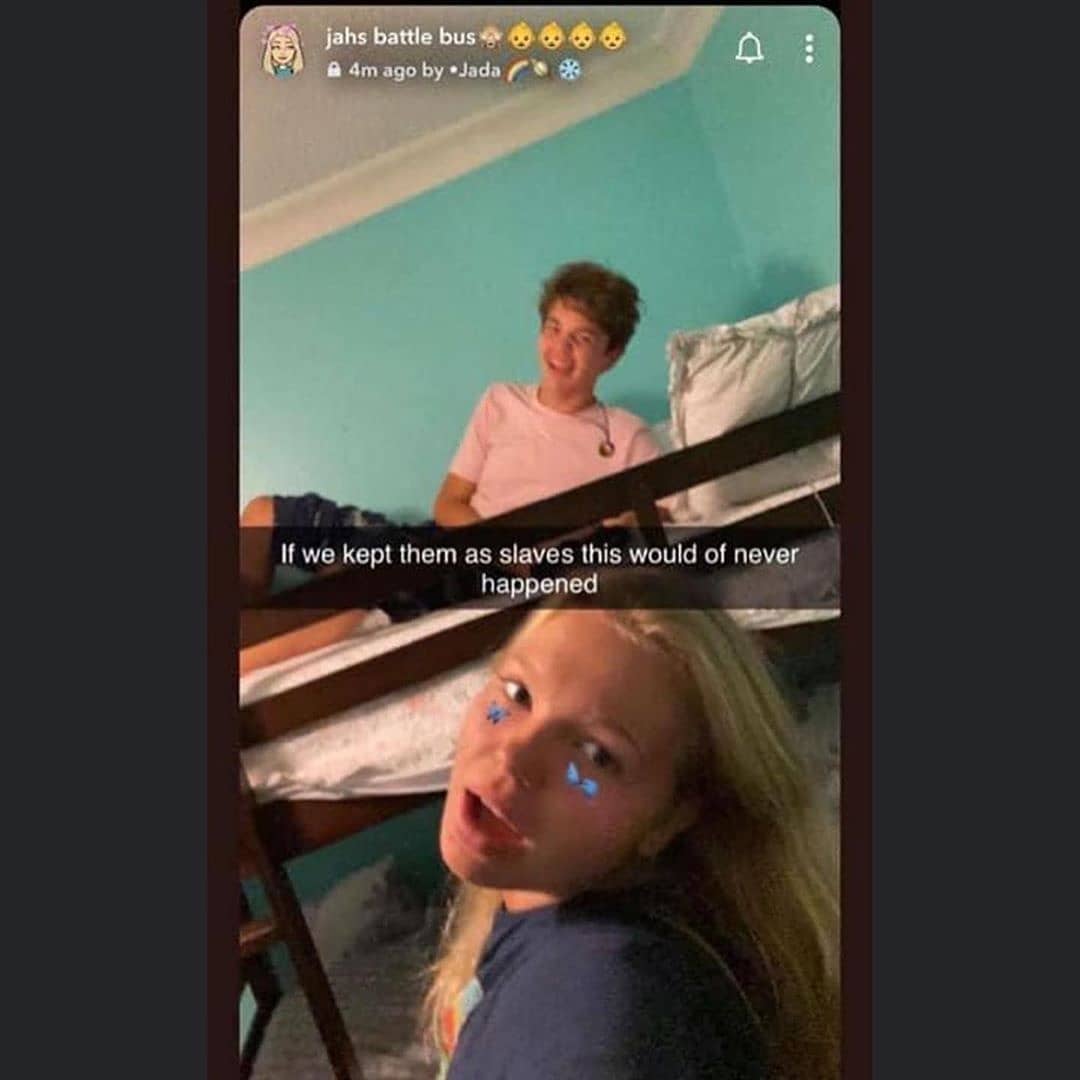 jahs battle bus🙈👶👶👶👶
4m ago by •Jada 🌈🍾❄️
If we kept them as slaves this would of never
happened